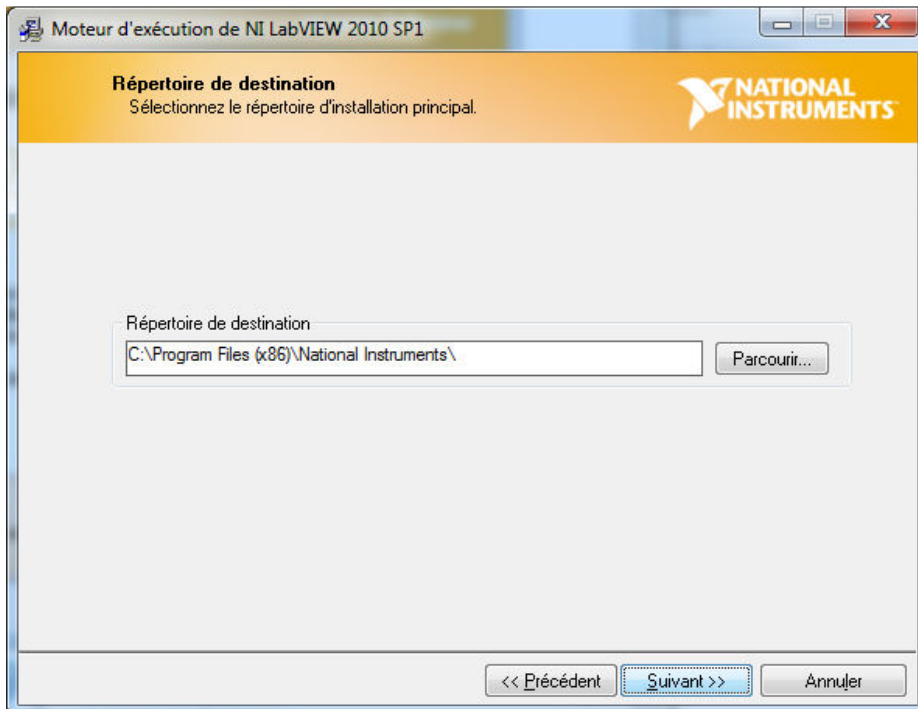 Moteur d'exécution de NI LabVIEW 2010 SP1
Répertoire de destination
Sélectionnez le répertoire d'installation principal.
NATIONAL
INSTRUMENTS
Répertoire de destination
C:\Program Files (x86)\National Instruments\
Parcourir...
<< Précédent
Suivant >>
Annuler